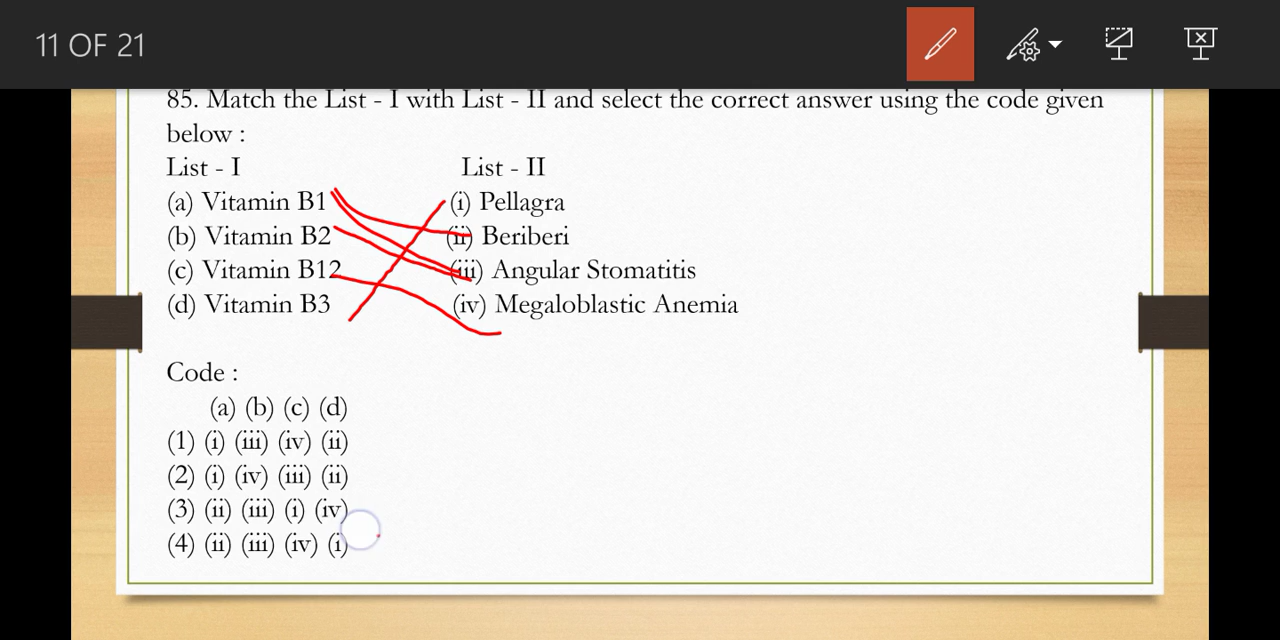 11 OF 21
85. Match the List - I with List - II and select the correct answer using the code given
below :
List - I List - II
(a) Vitamin B1 (i) Pellagra
(b) Vitamin B2 (ii) Beriberi
(c) Vitamin B12 (iii) Angular Stomatitis
(d) Vitamin B3 (iv) Megaloblastic Anemia
Code :
(a) (b) (c) (d)
(1) (i) (iii) (iv) (ii)
(2) (i) (iv) (iii) (ii)
(3) (ii) (iii) (i) (iv)
(4) (ii) (iii) (iv) (i)